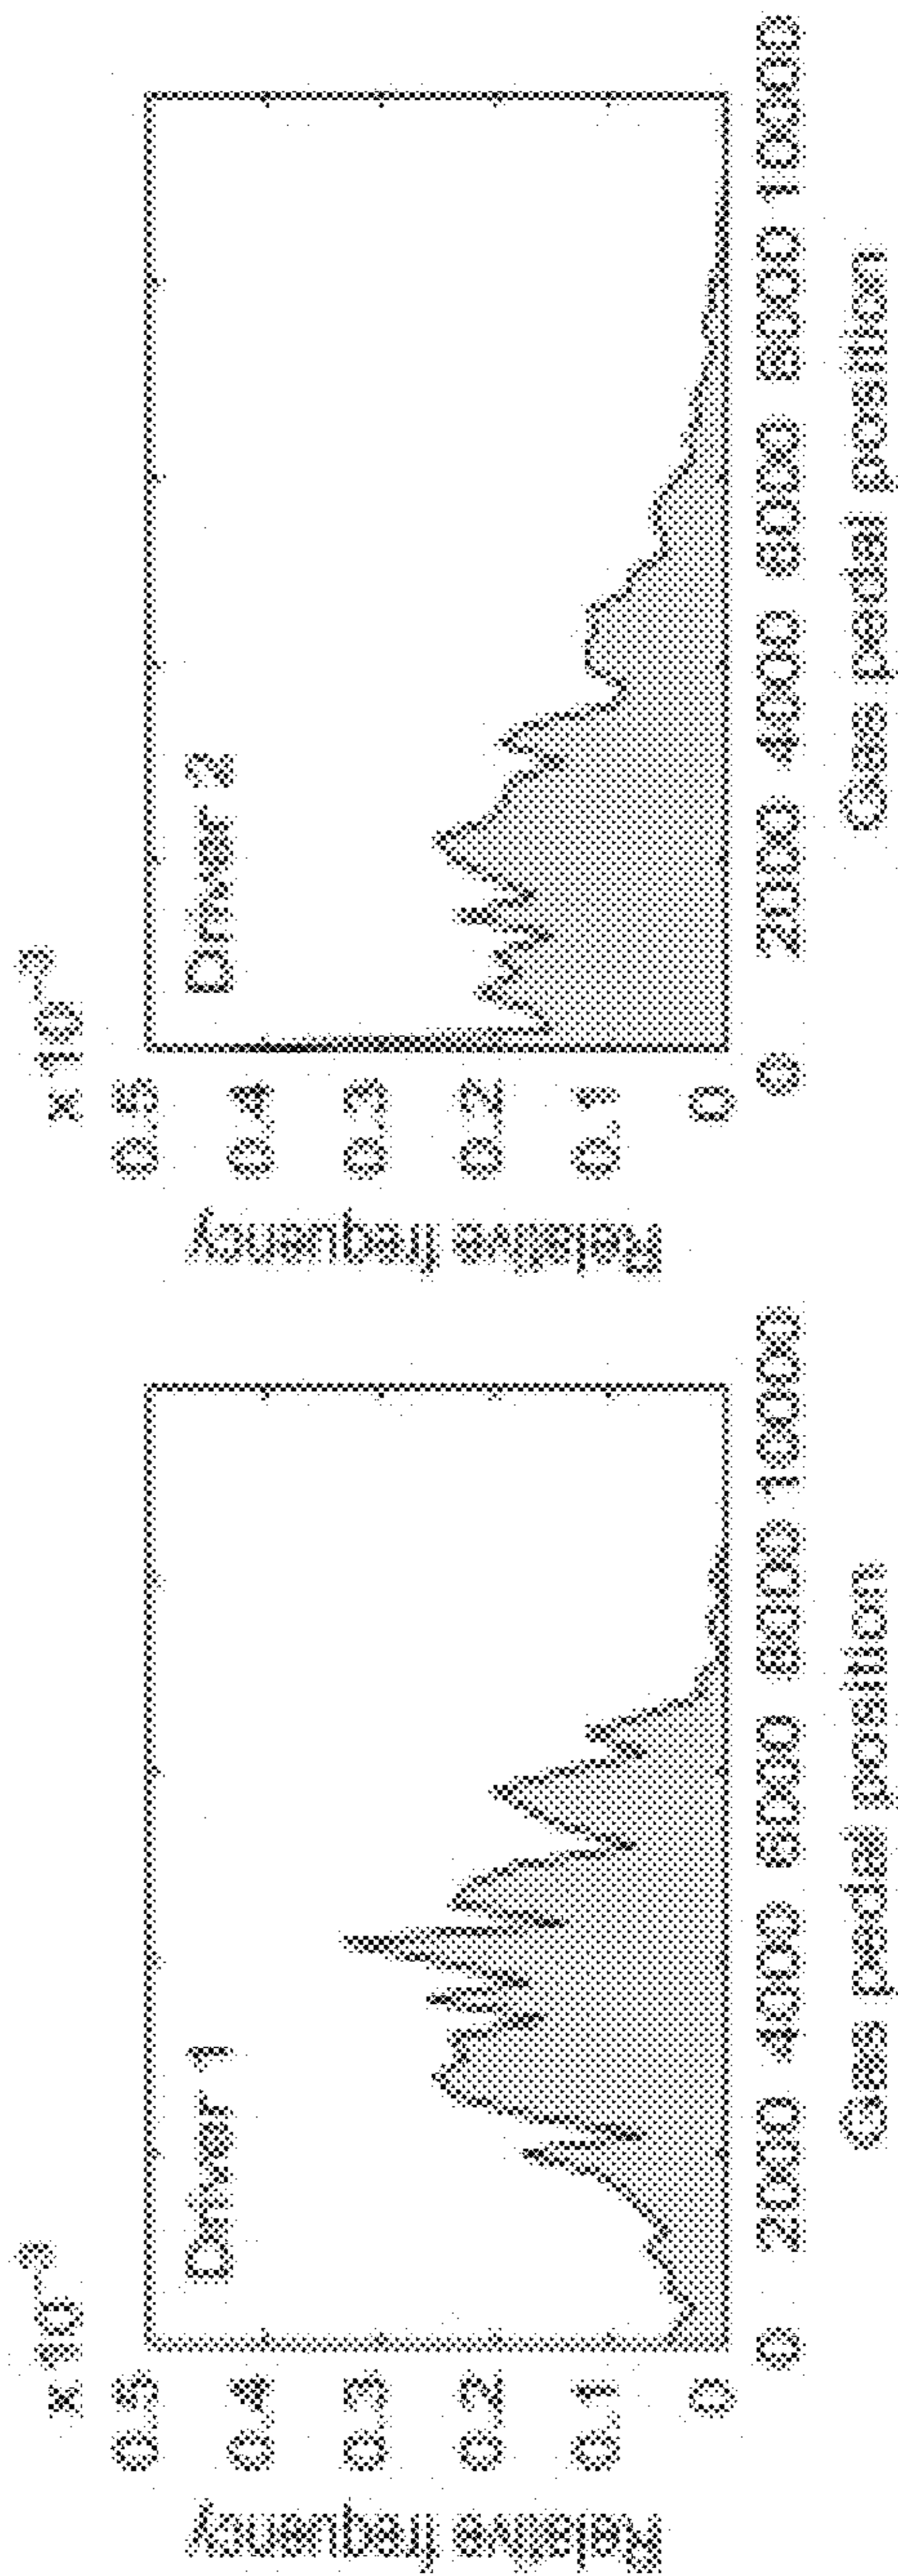 x 10-3
Driver 1
Relative frequency
0.5
0.4
0.3
0.2
0.1
0
0 2000 4000 6000 8000 10000
Gas pedal position
x 10-3
Driver 2
Relative frequency
0.5
0.4
0.3
0.2
0.1
0
0 2000 4000 6000 8000 10000
Gas pedal position